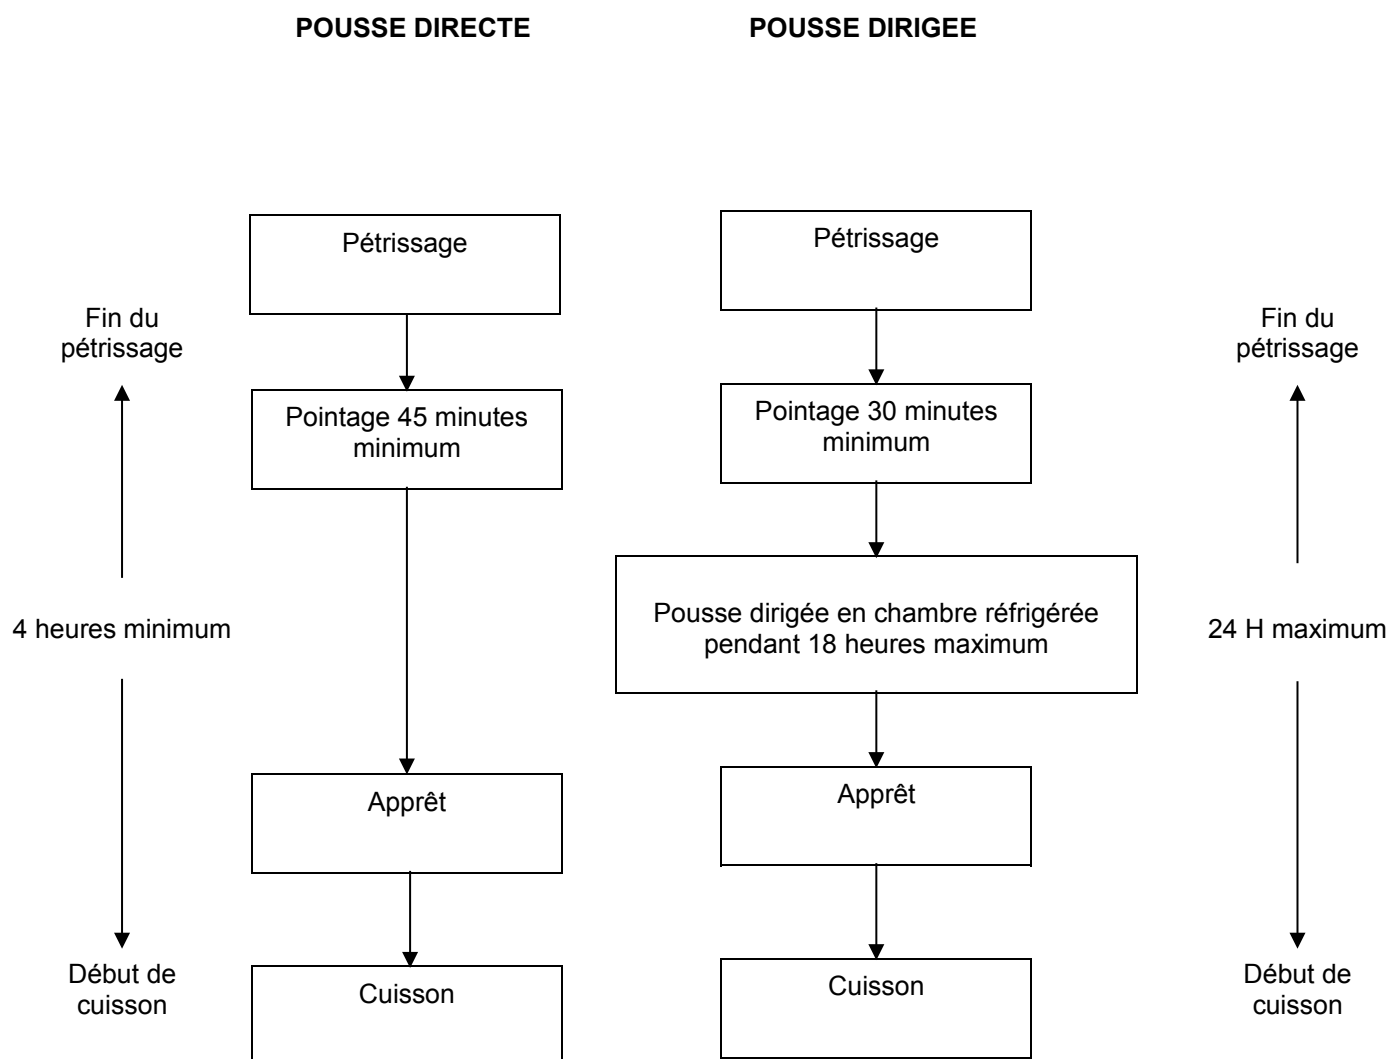 POUSSE DIRECTE
POUSSE DIRIGEE
Pétrissage
Pétrissage
Fin du
pétrissage
Fin du
pétrissage
Pointage 45 minutes
minimum
Pointage 30 minutes
minimum
4 heures minimum
Pousse dirigée en chambre réfrigérée
pendant 18 heures maximum
24 H maximum
Apprêt
Apprêt
Début de
cuisson
Cuisson
Cuisson
Début de
cuisson